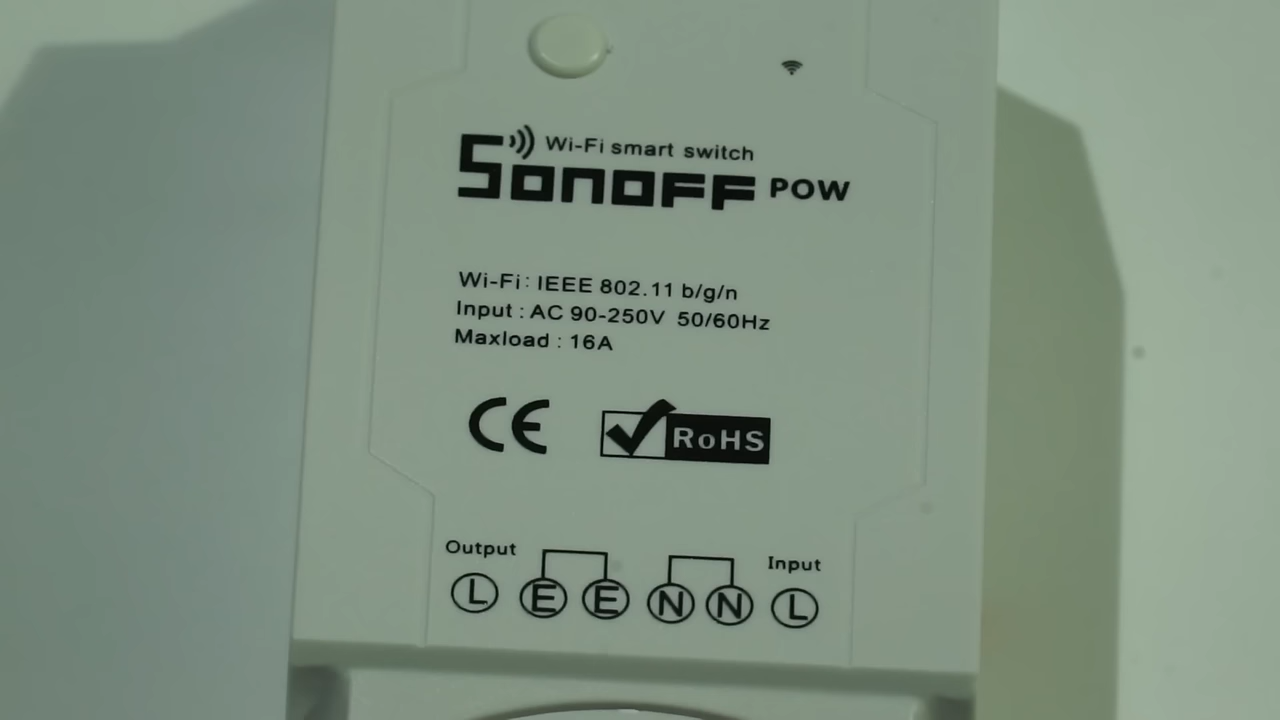 Wi-Fi smart switch
SONOFF POW
Wi-Fi: IEEE 802.11 b/g/n
Input : AC 90-250V 50/60Hz
Maxload : 16A
CE RoHS
Output Input
L E E N N L